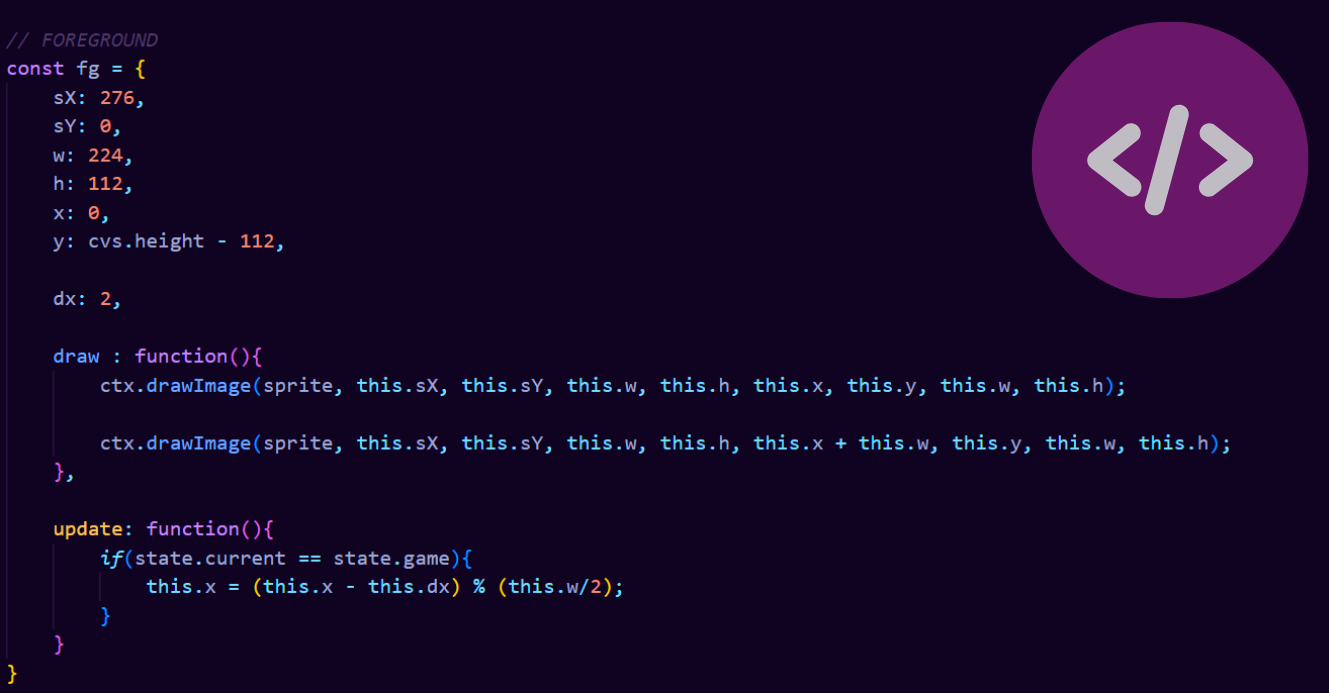 // FOREGROUND
const fg = {
    sX: 276,
    sY: 0,
    w: 224,
    h: 112,
    x: 0,
    y: cvs.height - 112,

    dx: 2,

    draw : function(){
        ctx.drawImage(sprite, this.sX, this.sY, this.w, this.h, this.x, this.y, this.w, this.h);

        ctx.drawImage(sprite, this.sX, this.sY, this.w, this.h, this.x + this.w, this.y, this.w, this.h);
    },

    update: function(){
        if(state.current == state.game){
            this.x = (this.x - this.dx) % (this.w/2);
        }
    }
}
</>